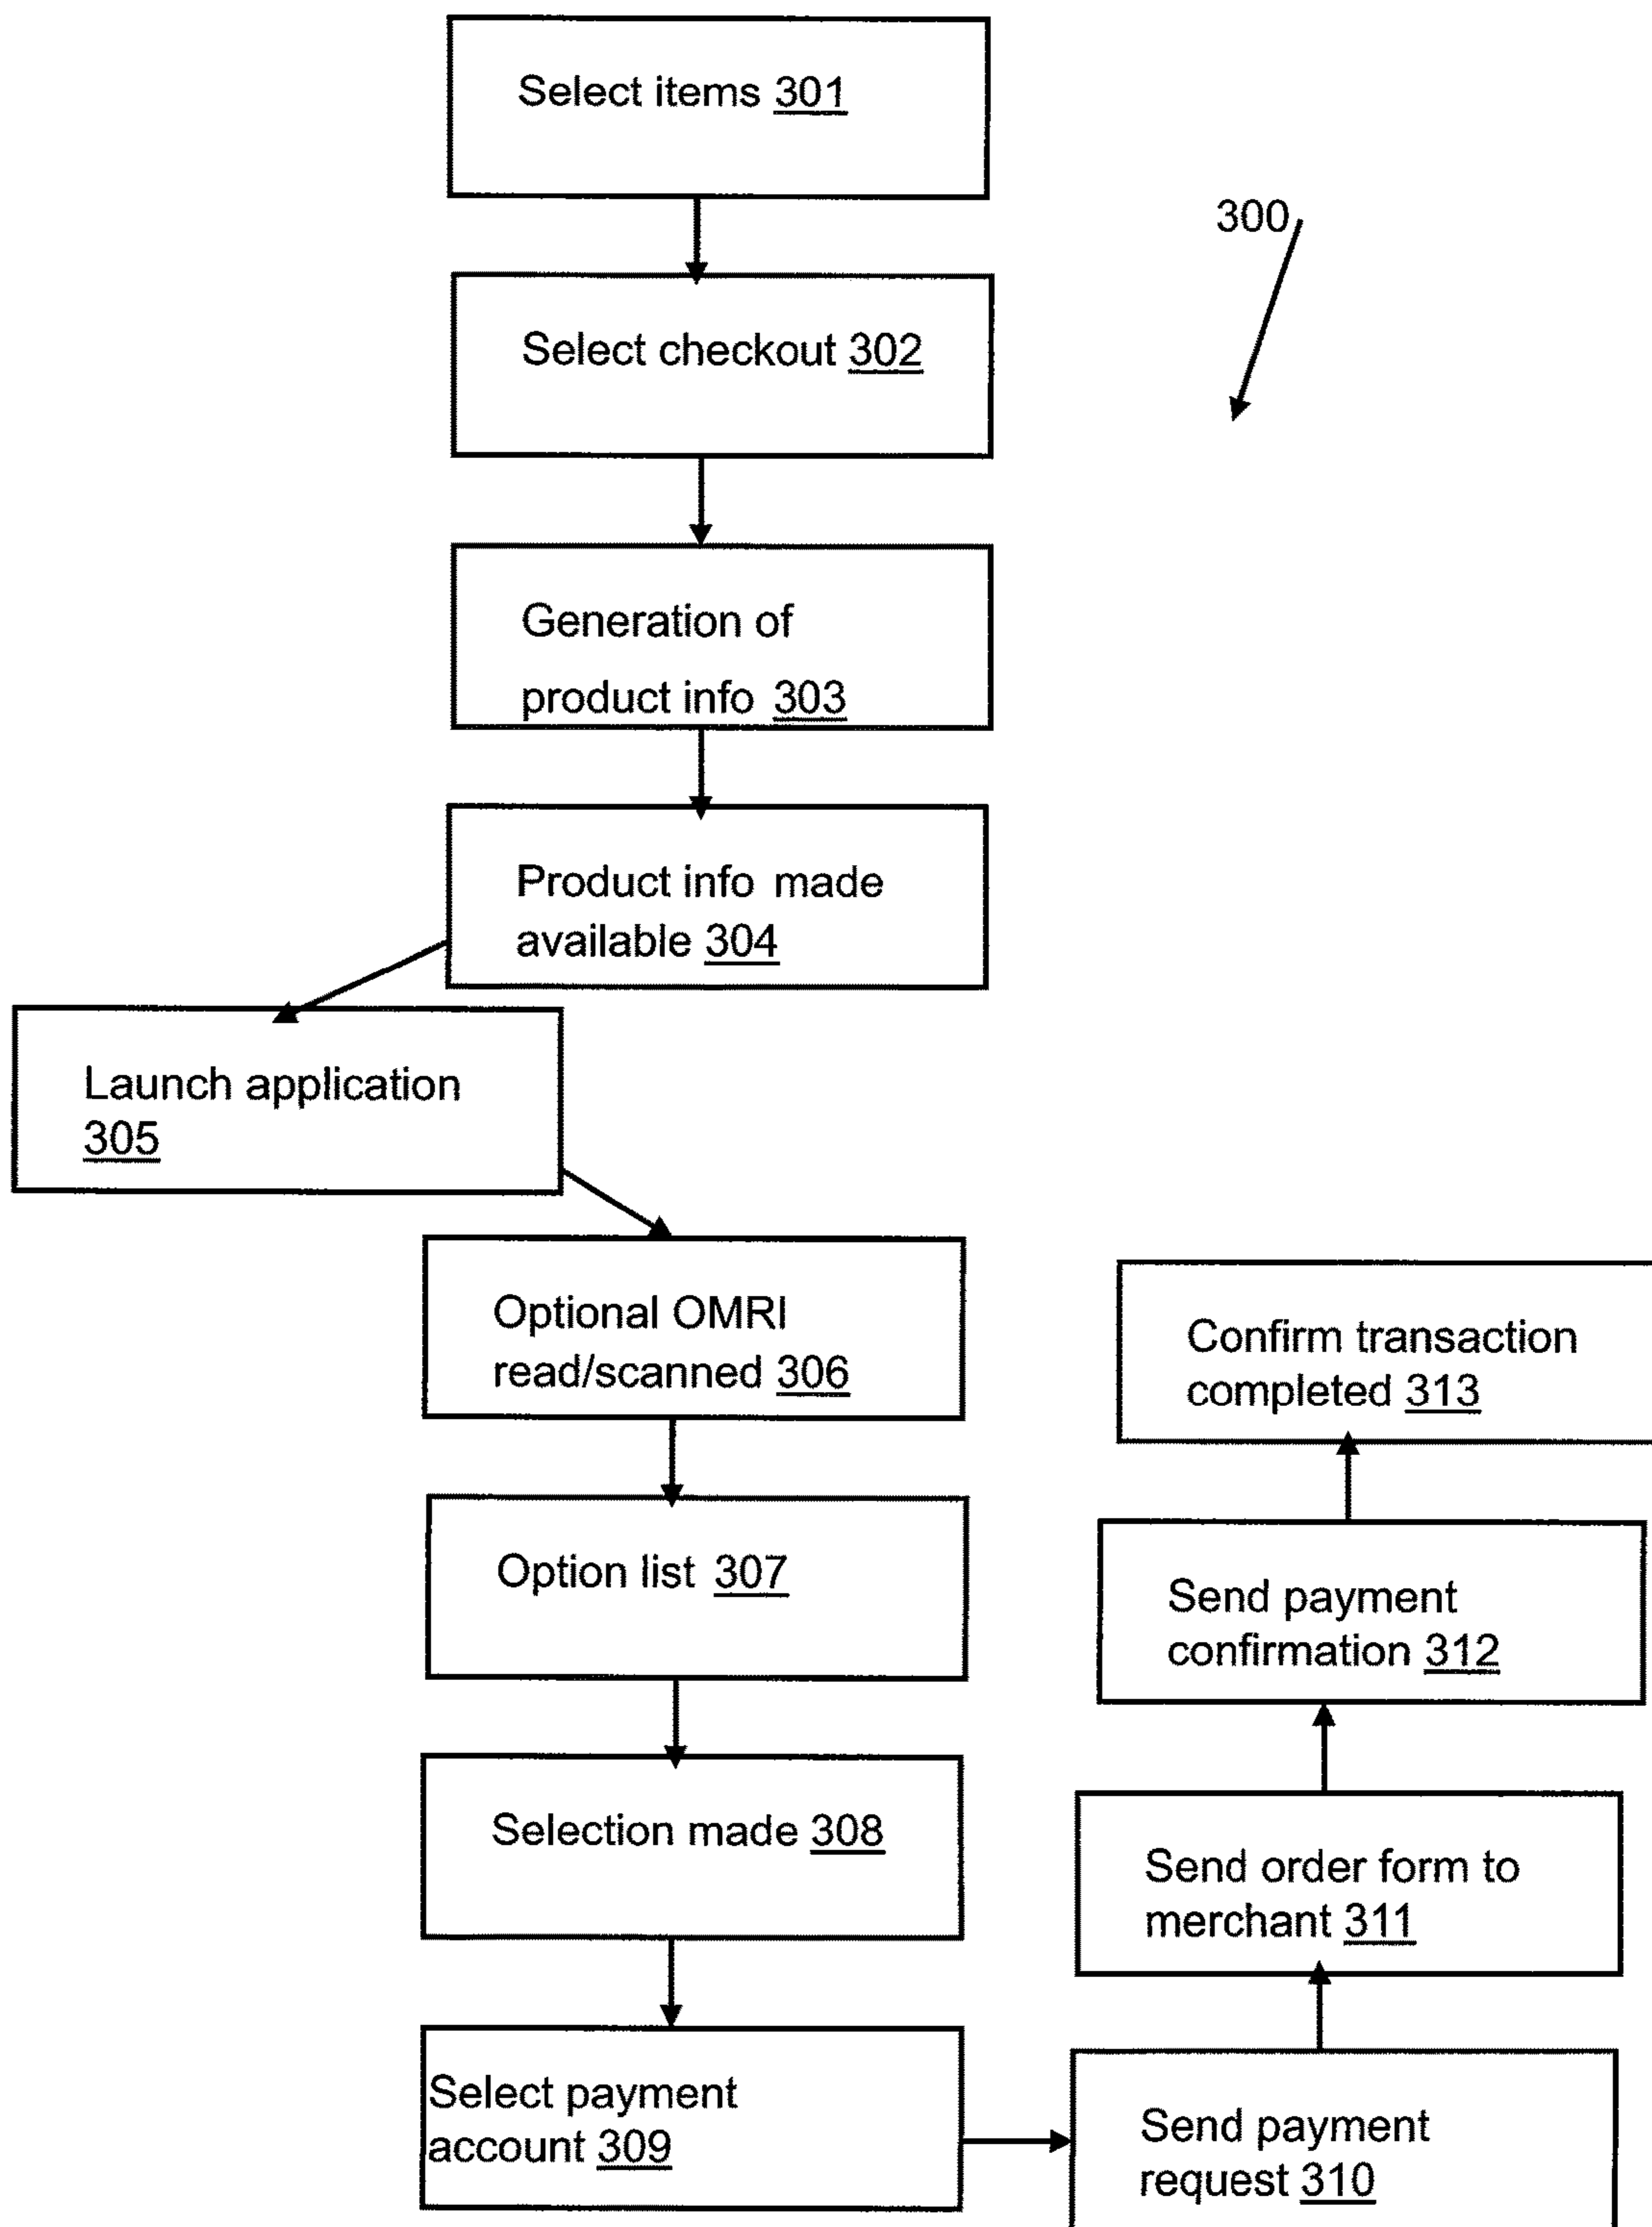 Select items 301
300
Select checkout 302
Generation of
product info 303
Product info made
available 304
Launch application
305
Optional OMRI
read/scanned 306
Option list 307
Selection made 308
Select payment
account 309
Send payment
request 310
Send order form to
merchant 311
Send payment
confirmation 312
Confirm transaction
completed 313